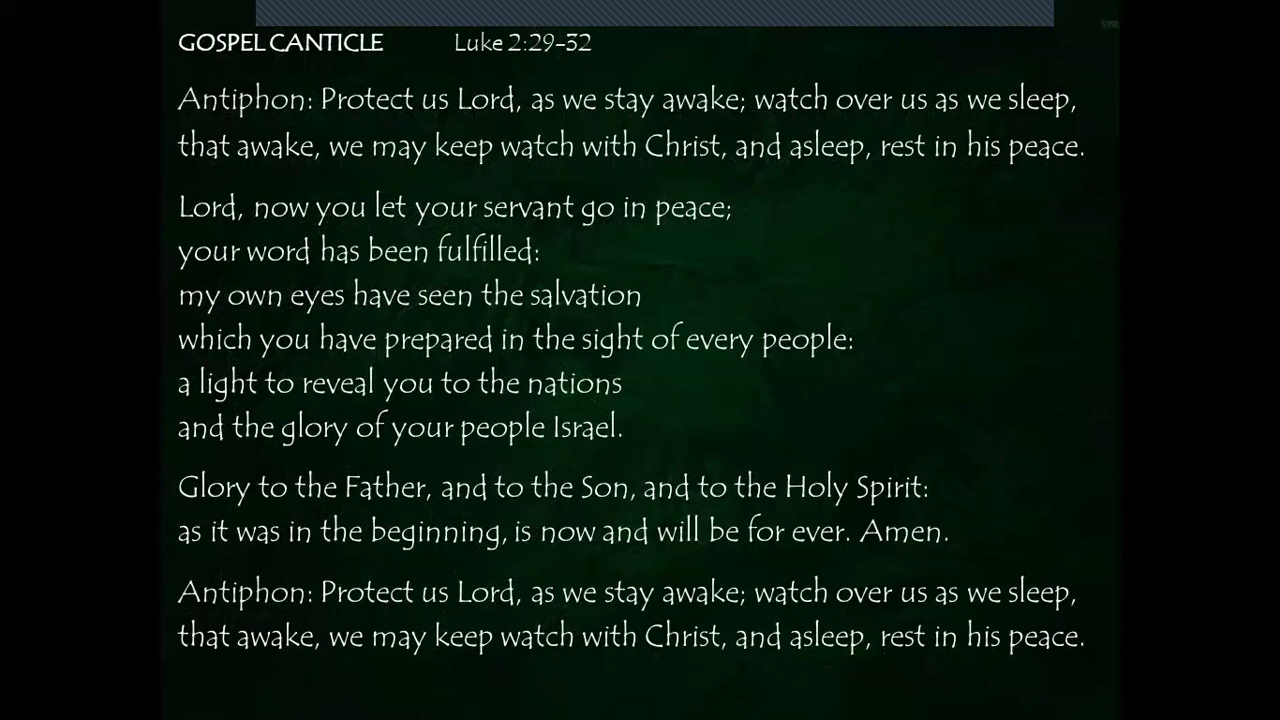 GOSPEL CANTICLE Luke 2:29-32
Antiphon: Protect us Lord, as we stay awake; watch over us as we sleep,
that awake, we may keep watch with Christ, and asleep, rest in his peace.
Lord, now you let your servant go in peace;
your word has been fulfilled:
my own eyes have seen the salvation
which you have prepared in the sight of every people:
a light to reveal you to the nations
and the glory of your people Israel.
Glory to the Father, and to the Son, and to the Holy Spirit:
as it was in the beginning, is now and will be for ever. Amen.
Antiphon: Protect us Lord, as we stay awake; watch over us as we sleep,
that awake, we may keep watch with Christ, and asleep, rest in his peace.